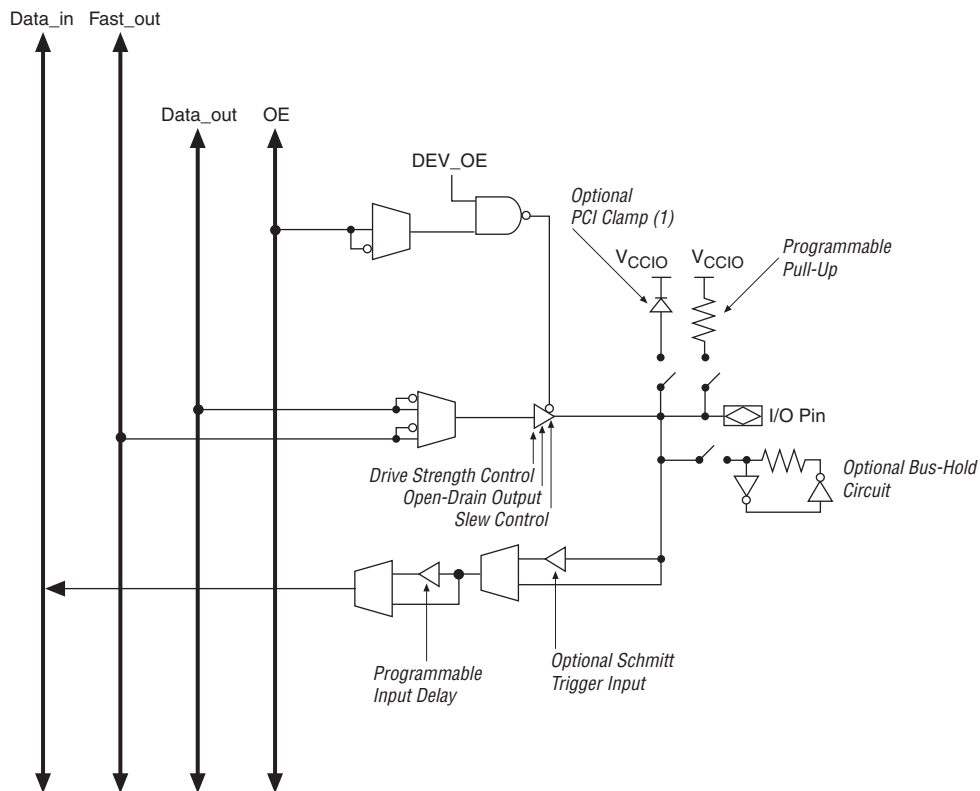 Data_in Fast_out
Data_out OE
DEV_OE
Optional
PCI Clamp (1)
VCCIO VCCIO
Programmable
Pull-Up
I/O Pin
Drive Strength Control
Open-Drain Output
Slew Control
Optional Bus-Hold
Circuit
Programmable
Input Delay
Optional Schmitt
Trigger Input